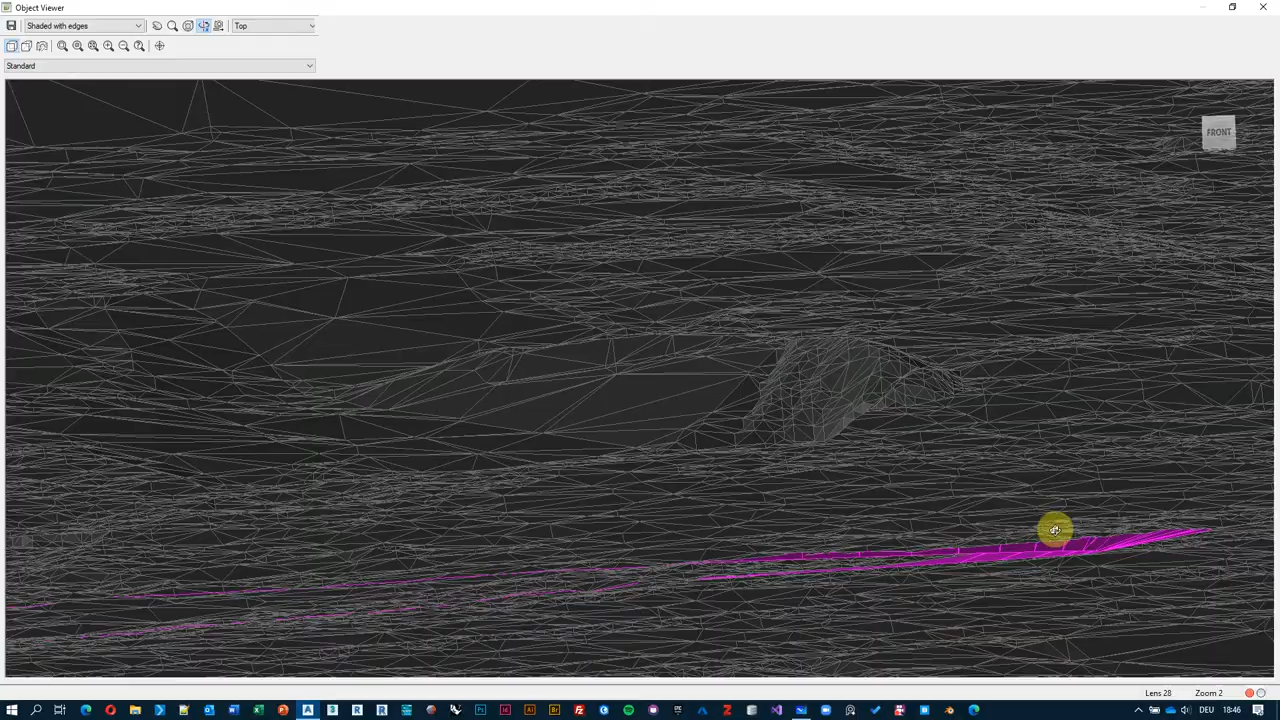 Object Viewer
Shaded with edges
Top
Standard
FRONT
Lens 28
Zoom 2
DEU
18:46